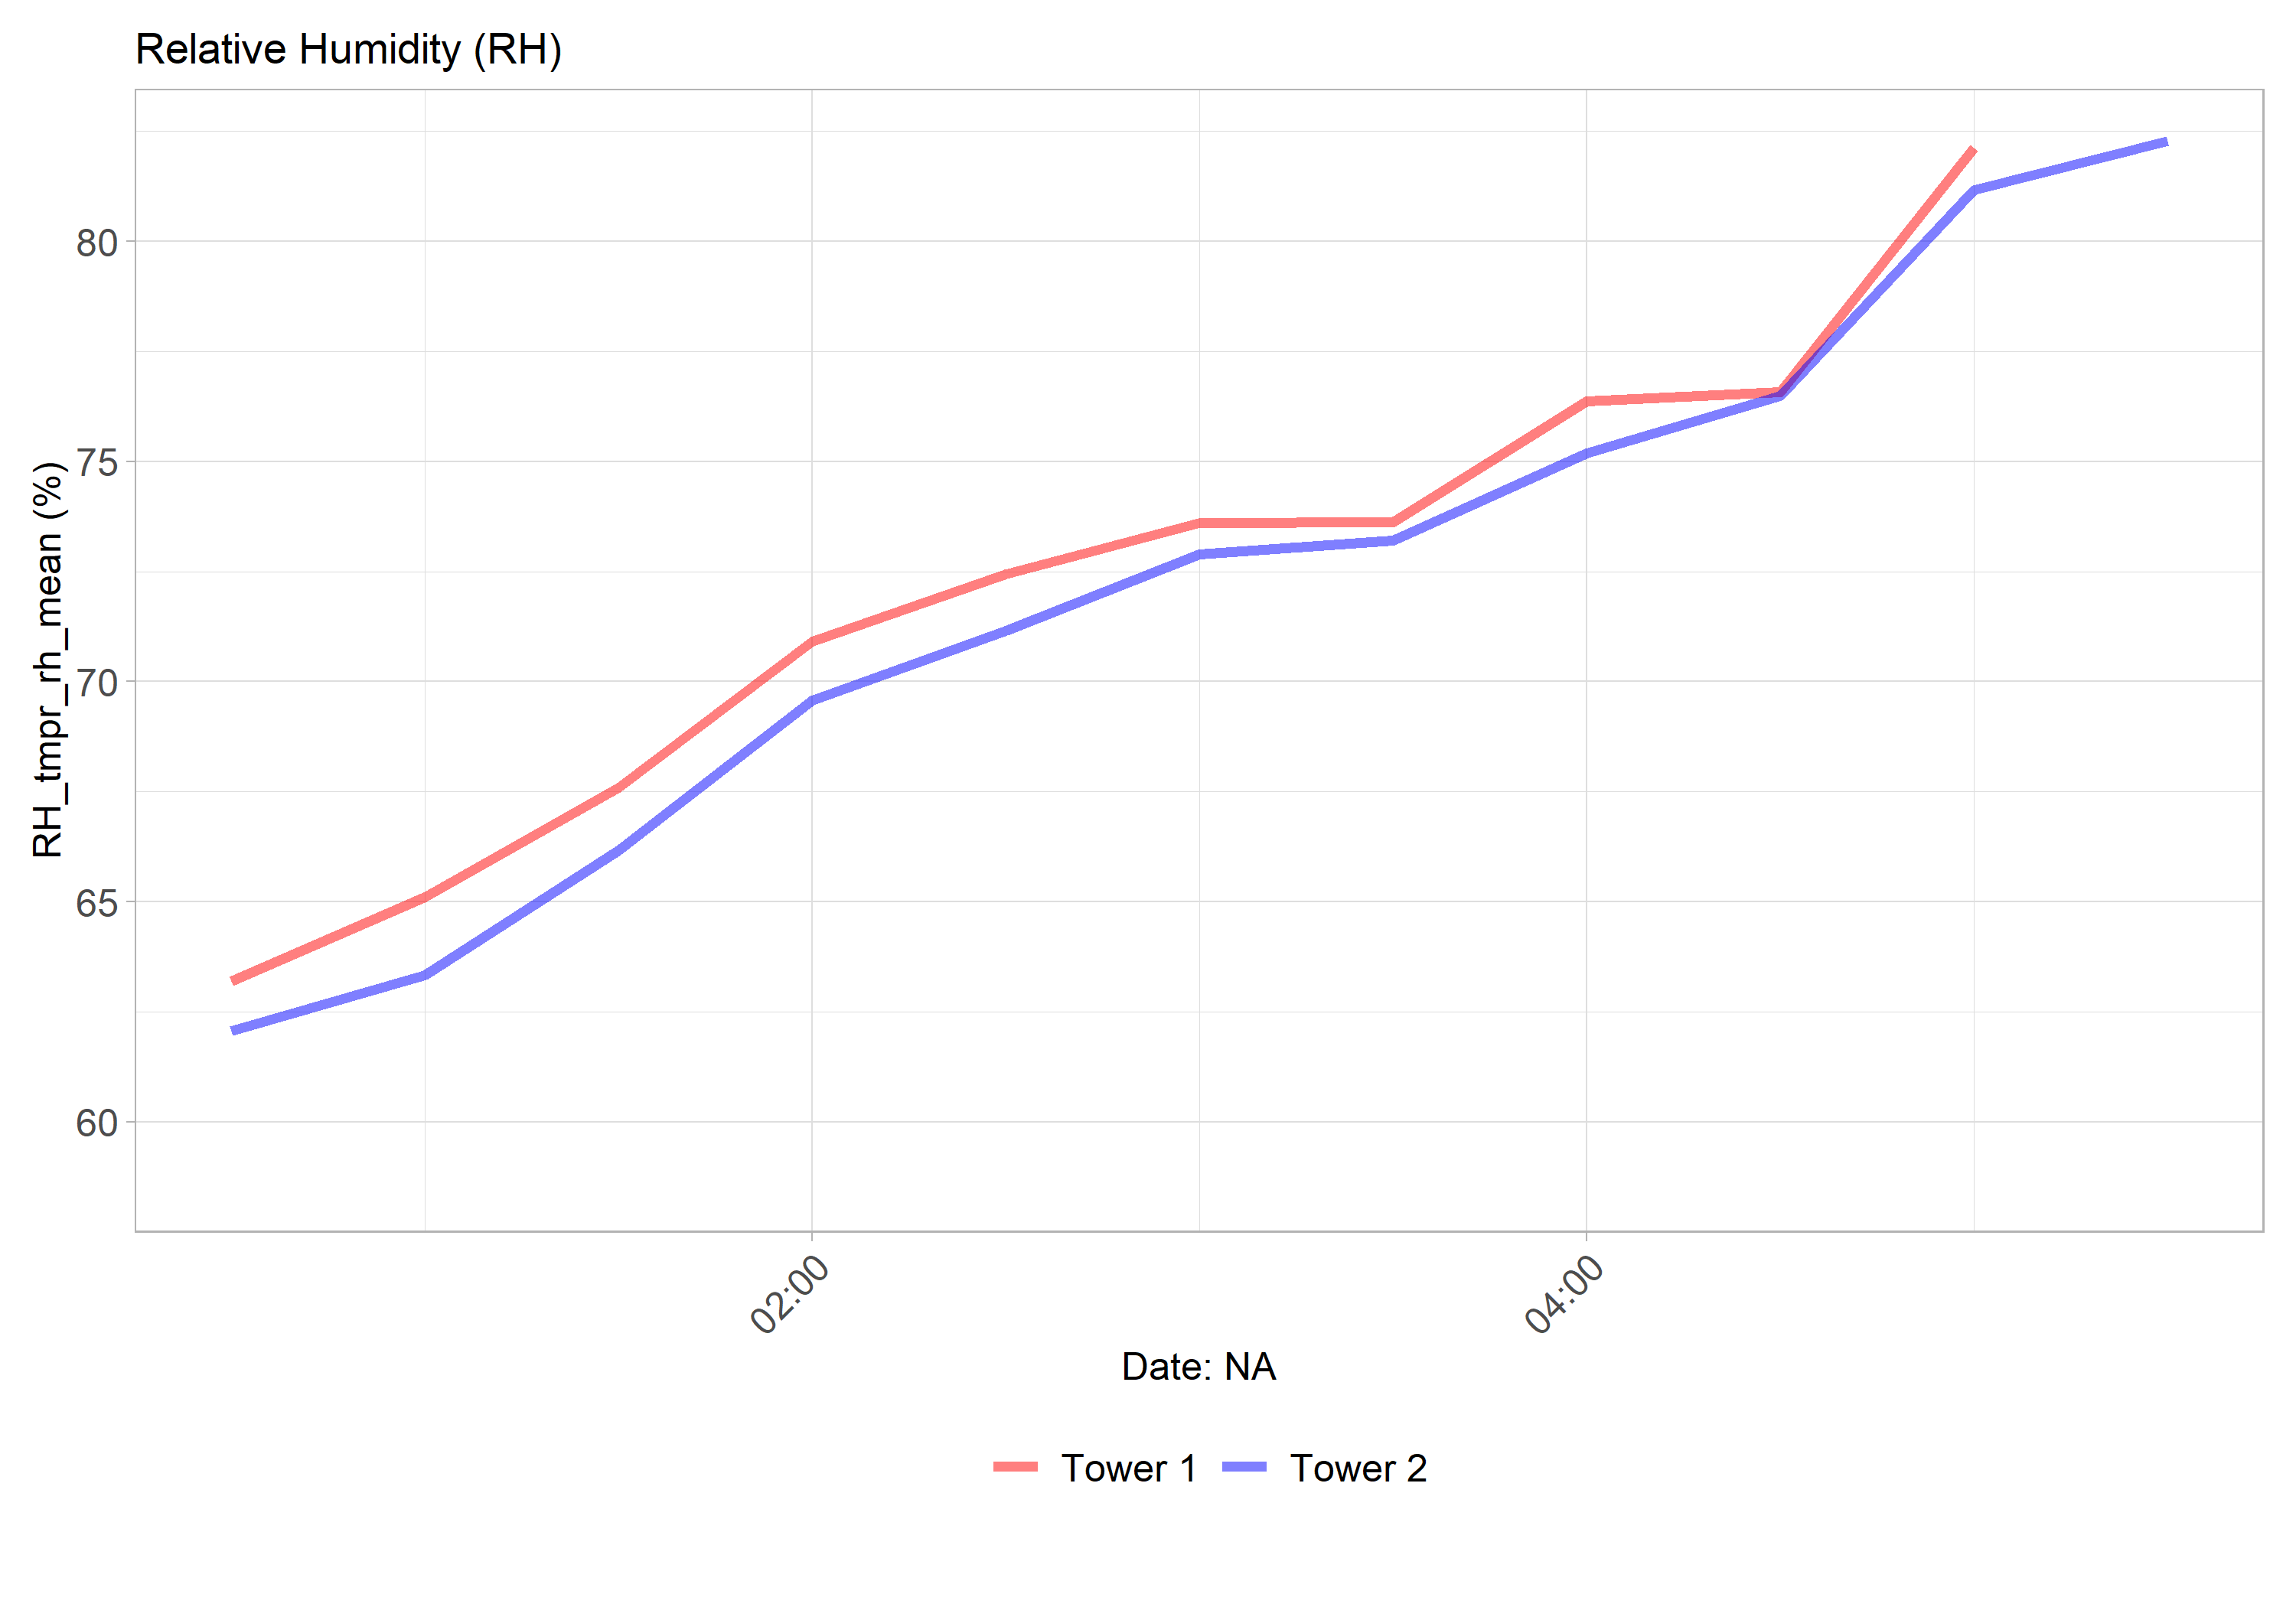 Relative Humidity (RH)
RH_tmpr_rh_mean (%)
80
75
70
65
60
02:00
04:00
Date: NA
Tower 1
Tower 2